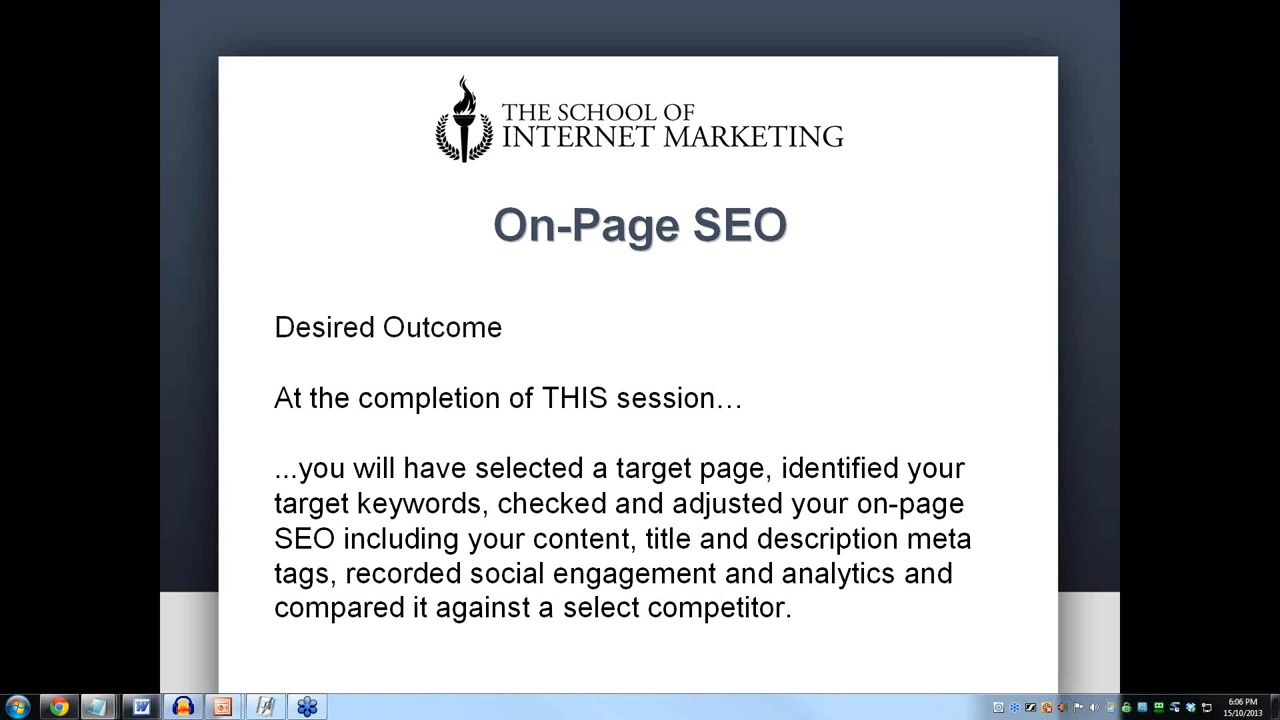 THE SCHOOL OF
INTERNET MARKETING
On-Page SEO
Desired Outcome
At the completion of THIS session...
...you will have selected a target page, identified your
target keywords, checked and adjusted your on-page
SEO including your content, title and description meta
tags, recorded social engagement and analytics and
compared it against a select competitor.
6:06 PM
15/10/2013